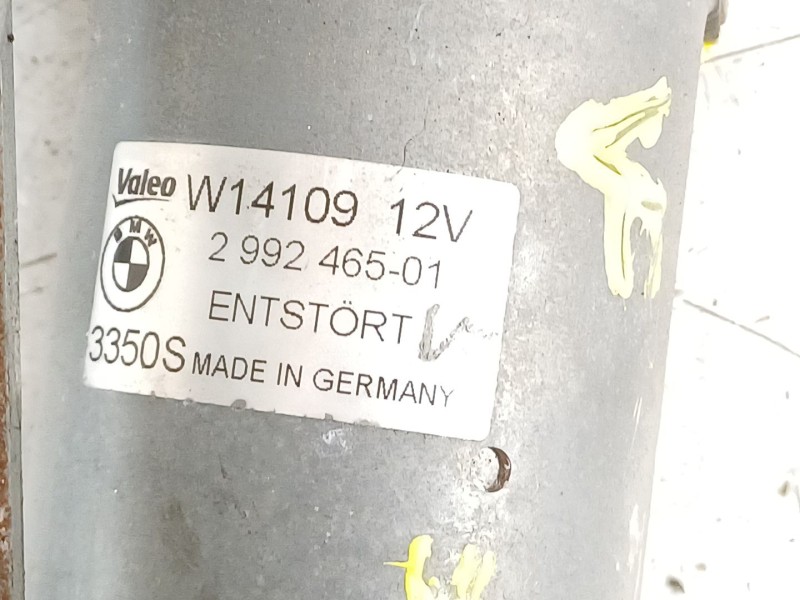 Valeo W14109 12V
BMW
2 992 465-01
ENTSTÖRT
3350S MADE IN GERMANY